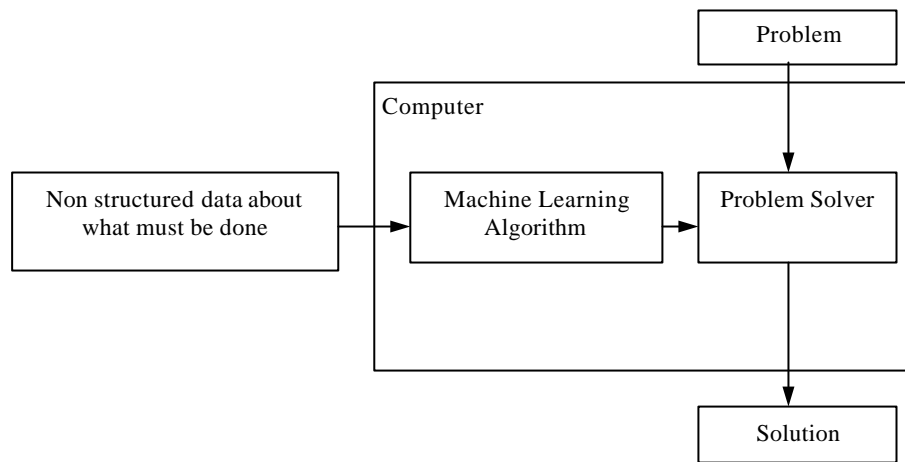 Problem
Computer
Non structured data about
what must be done
Machine Learning
Algorithm
Problem Solver
Solution